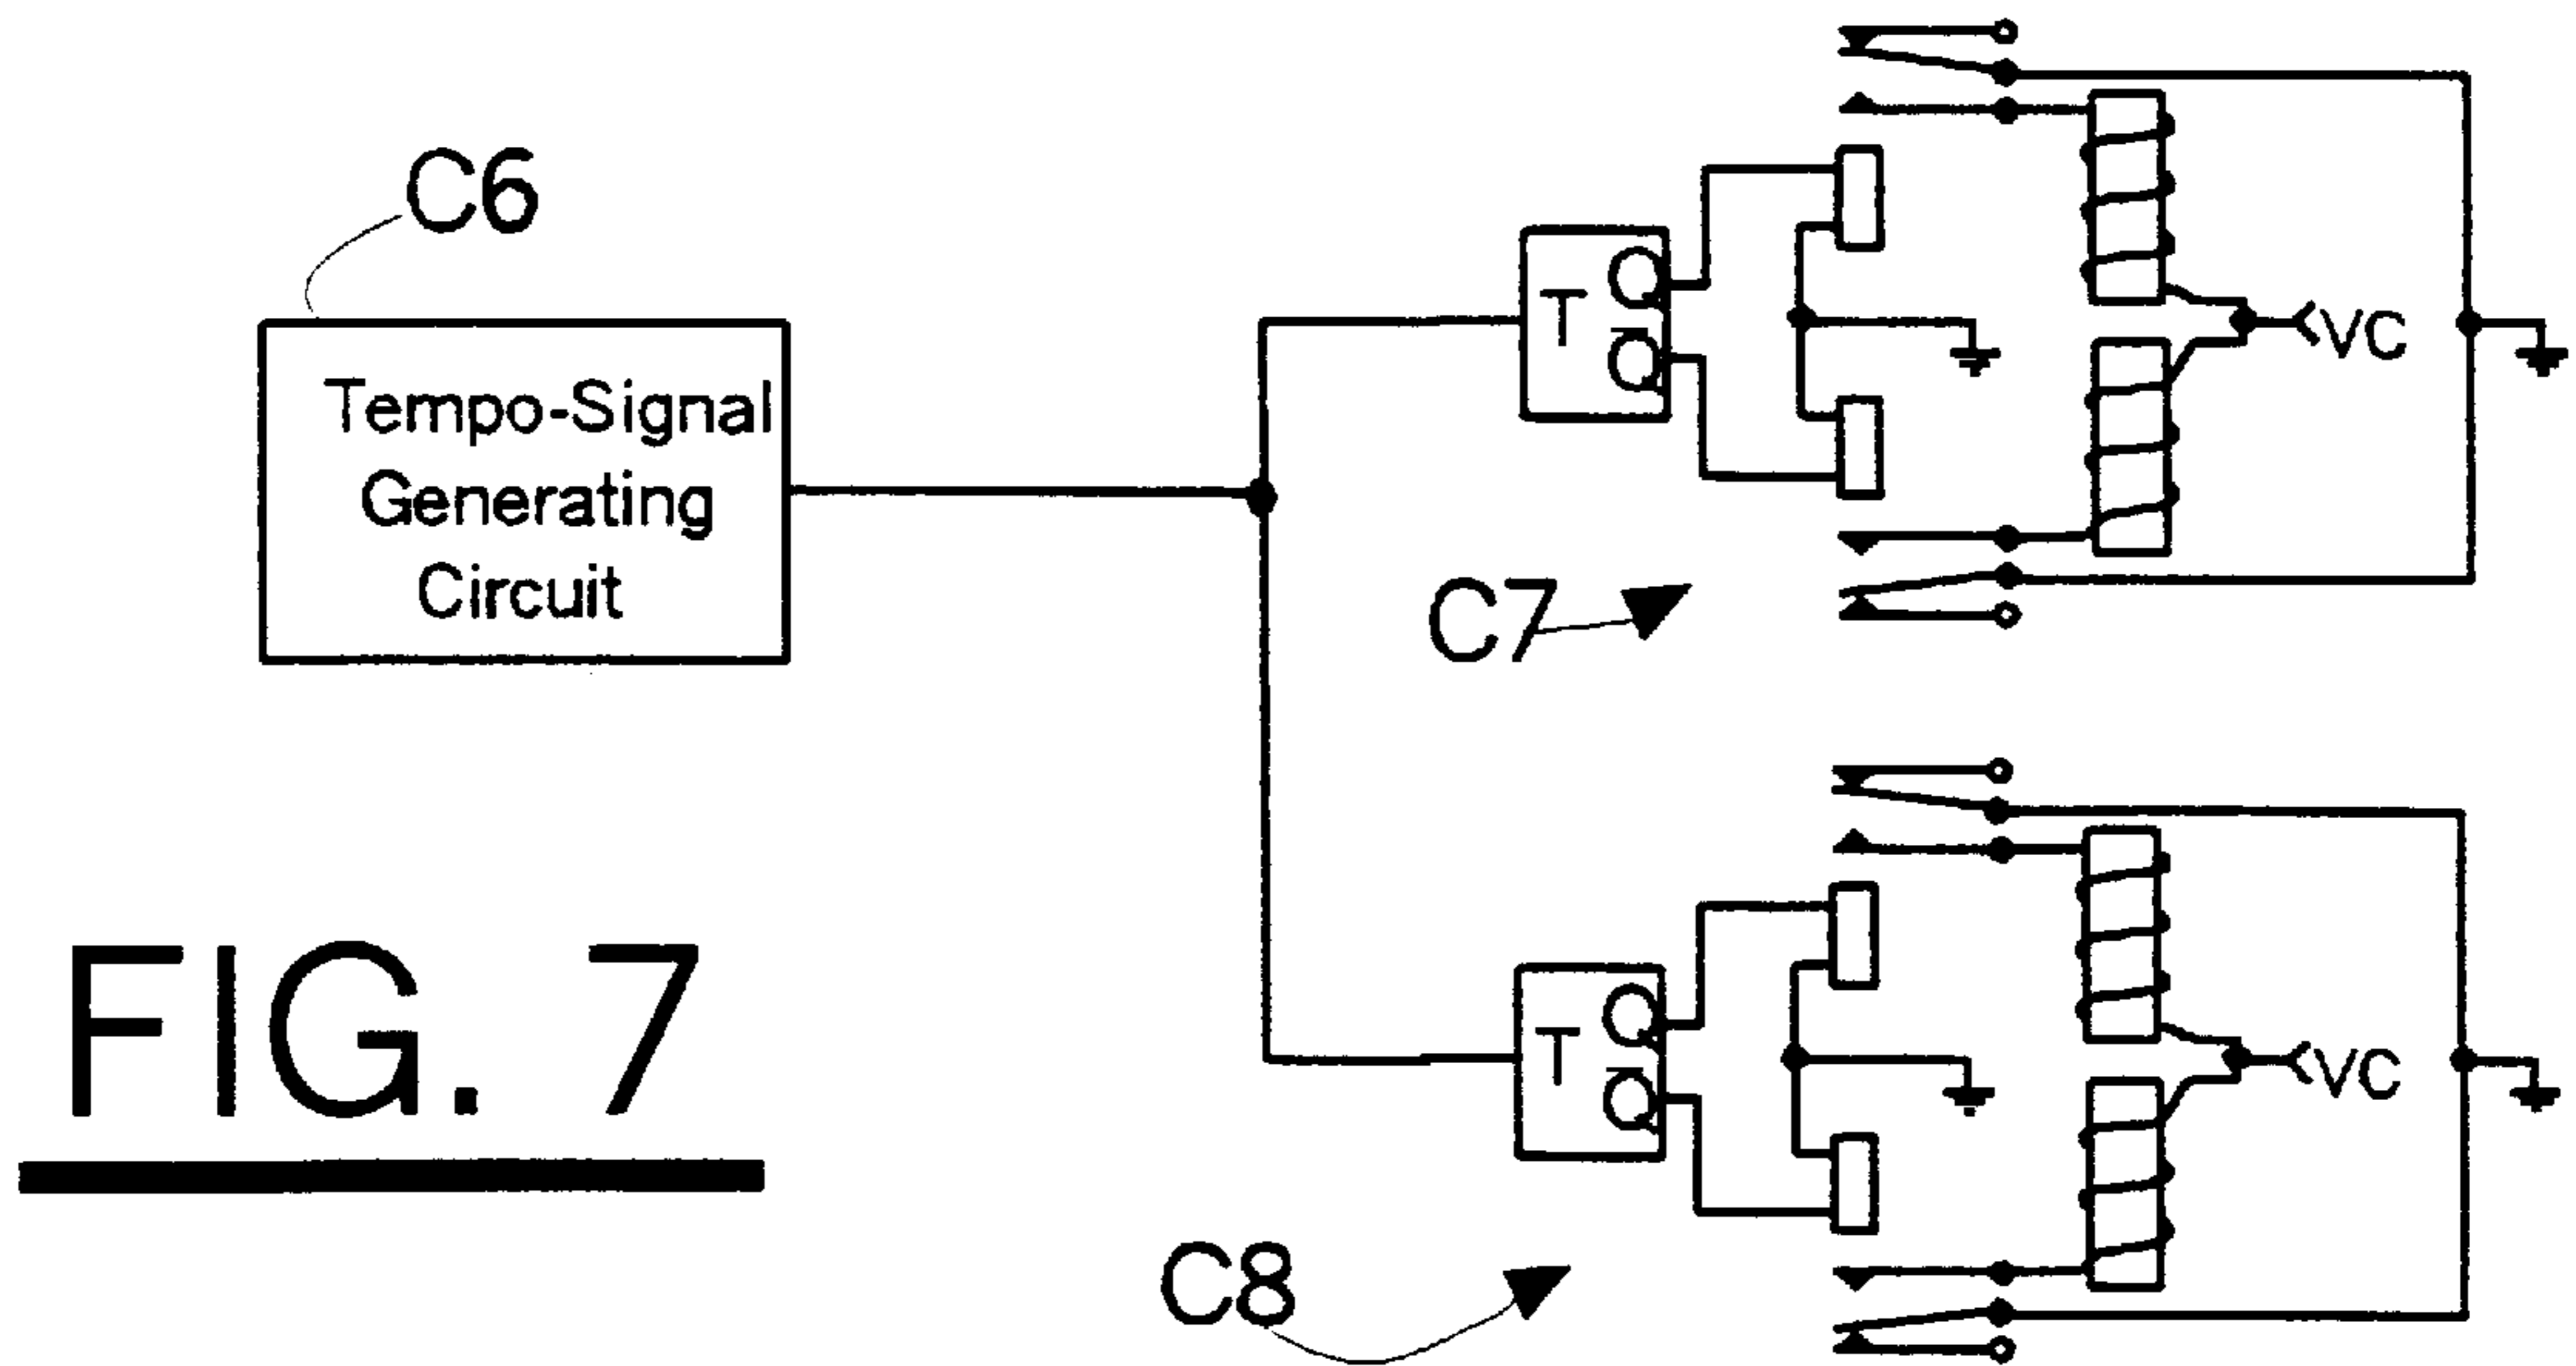 C6
Tempo-Signal
Generating
Circuit
T
Q
Q̅
VC
C7
T
Q
Q̅
VC
C8
FIG. 7